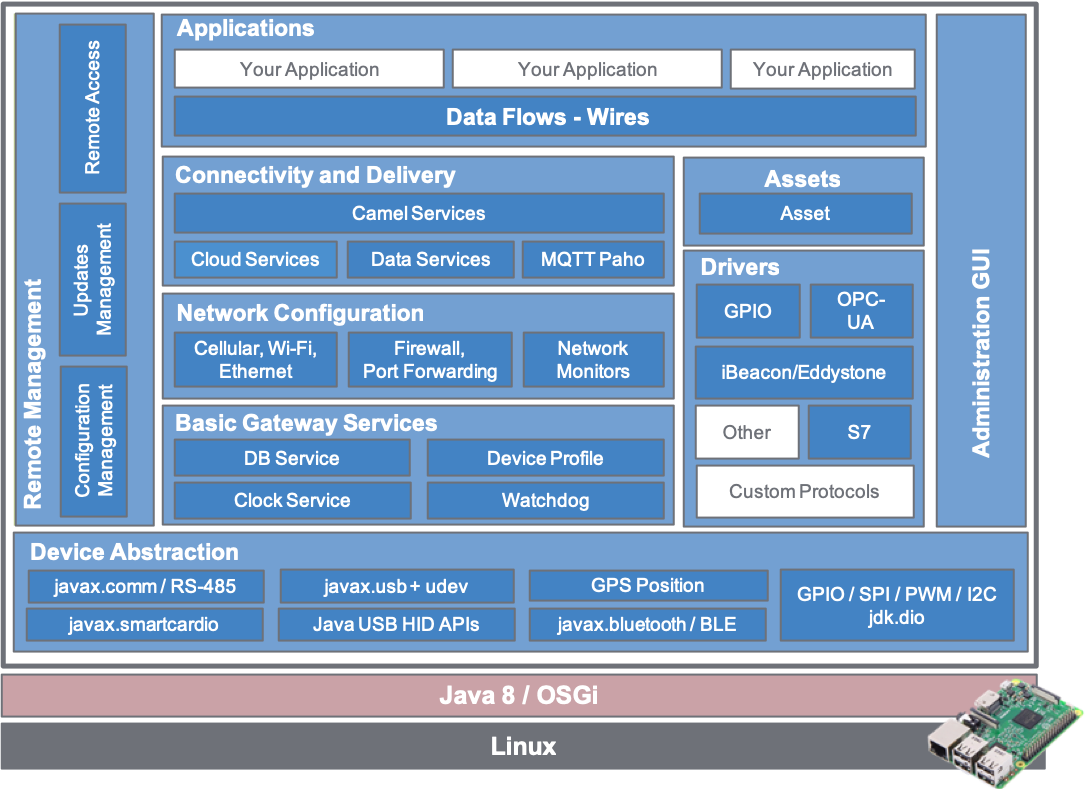 Remote Management
Remote Access
Updates
Management
Configuration
Management
Applications
Your Application
Your Application
Your Application
Data Flows - Wires
Connectivity and Delivery
Camel Services
Cloud Services
Data Services
MQTT Paho
Network Configuration
Cellular, Wi-Fi,
Ethernet
Firewall,
Port Forwarding
Network
Monitors
Basic Gateway Services
DB Service
Device Profile
Clock Service
Watchdog
Assets
Asset
Drivers
GPIO
OPC-
UA
iBeacon/Eddystone
Other
S7
Custom Protocols
Administration GUI
Device Abstraction
javax.comm / RS-485
javax.usb + udev
GPS Position
GPIO / SPI / PWM / I2C
jdk.dio
javax.smartcardio
Java USB HID APIs
javax.bluetooth / BLE
Java 8 / OSGi
Linux